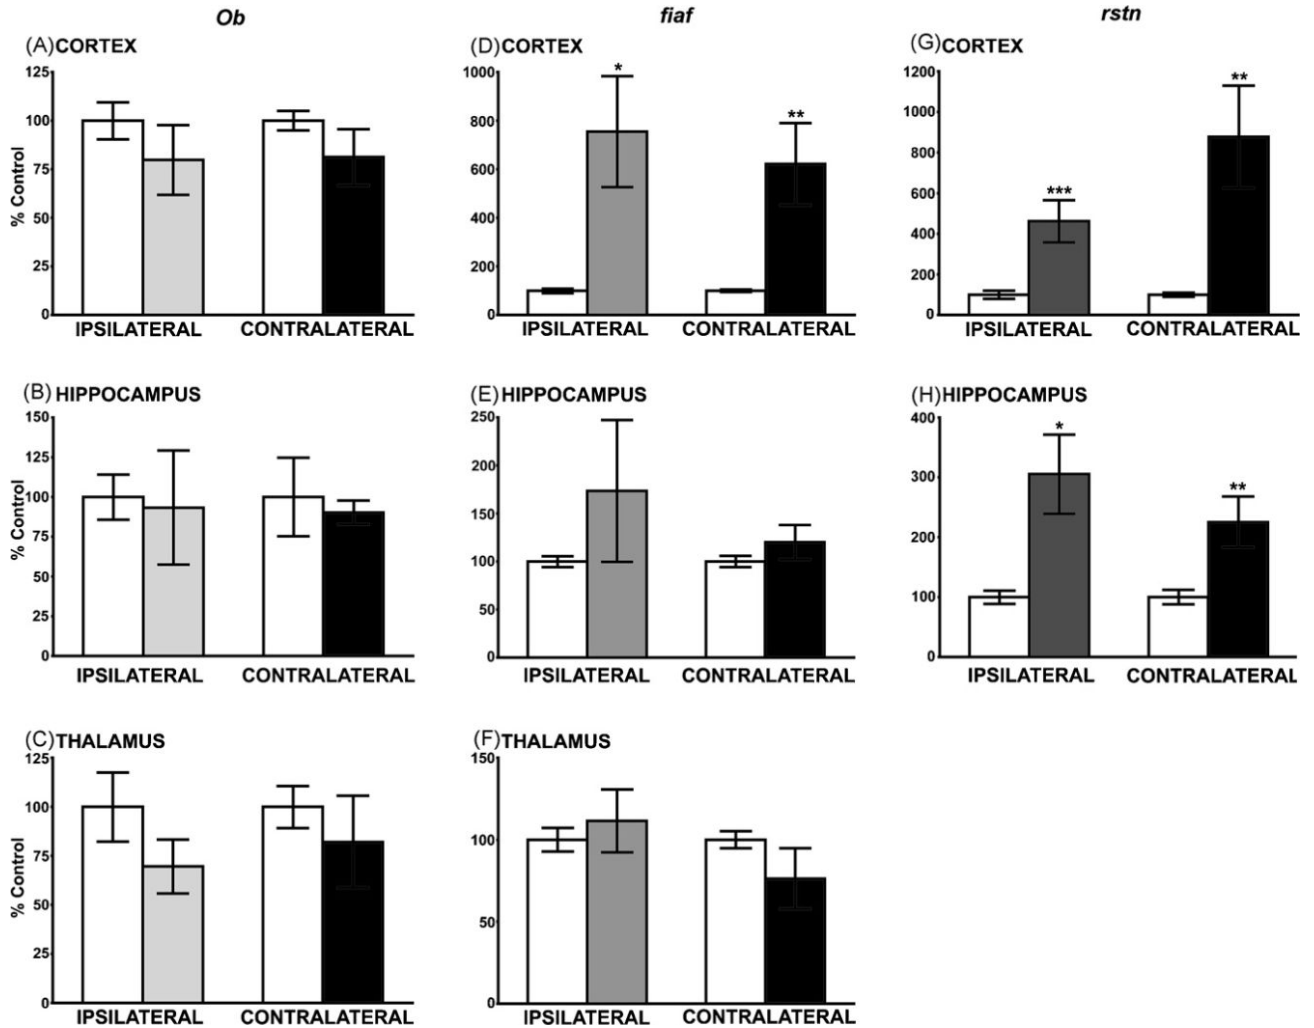 Ob
fiaf
rstn
(A) CORTEX
% Control
125
100
75
50
25
0
IPSILATERAL CONTRALATERAL
(D) CORTEX
1000
800
600
400
200
0
*
**
IPSILATERAL CONTRALATERAL
(G) CORTEX
1200
1000
800
600
400
200
0
***
**
IPSILATERAL CONTRALATERAL
(B) HIPPOCAMPUS
% Control
150
125
100
75
50
25
0
IPSILATERAL CONTRALATERAL
(E) HIPPOCAMPUS
250
200
150
100
50
0
IPSILATERAL CONTRALATERAL
(H) HIPPOCAMPUS
400
300
200
100
0
*
**
IPSILATERAL CONTRALATERAL
(C) THALAMUS
% Control
125
100
75
50
25
0
IPSILATERAL CONTRALATERAL
(F) THALAMUS
150
100
50
0
IPSILATERAL CONTRALATERAL